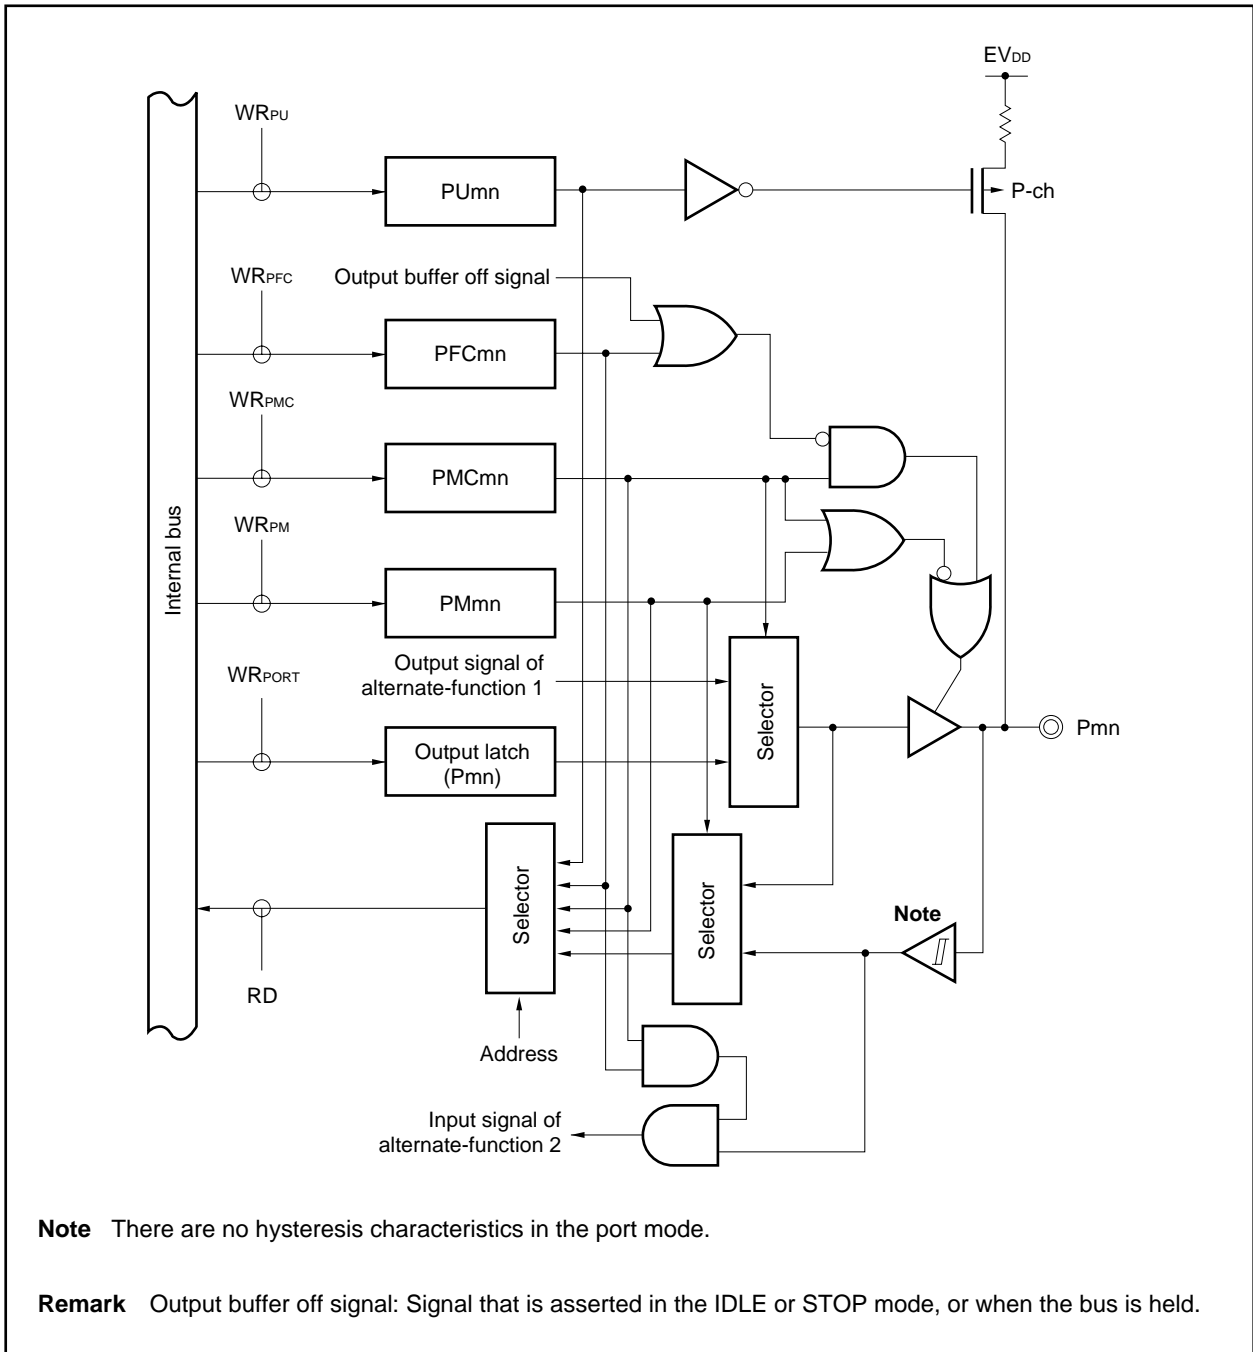 EVDD
WRPU
PUmn
P-ch
WRPFC
Output buffer off signal
PFCmn
WRPMC
PMCmn
WRPM
Internal bus
PMmn
WRPORT
Output signal of
alternate-function 1
Selector
Output latch
(Pmn)
Pmn
Selector
Selector
Note
RD
Address
Input signal of
alternate-function 2
Note There are no hysteresis characteristics in the port mode.
Remark Output buffer off signal: Signal that is asserted in the IDLE or STOP mode, or when the bus is held.